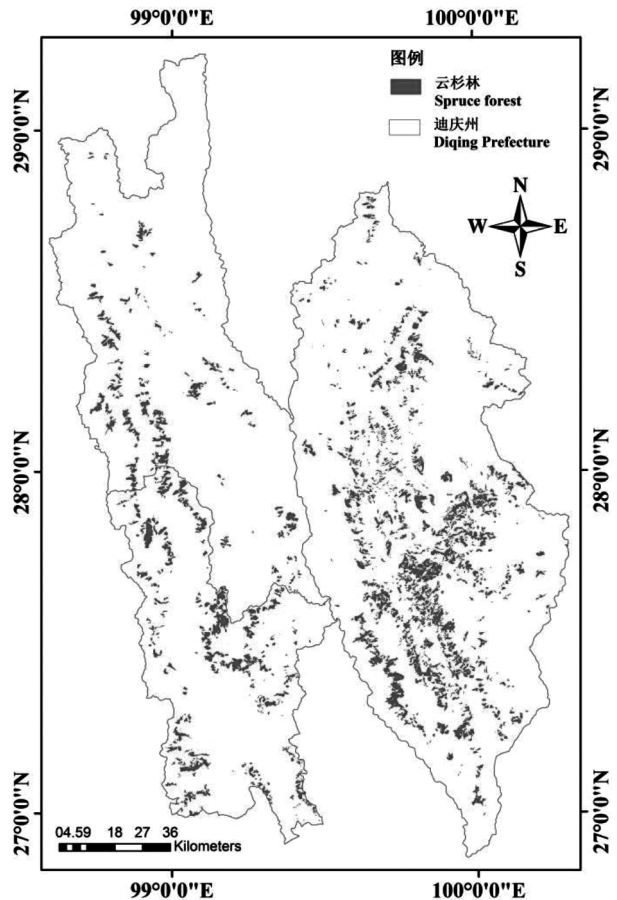 99°0'0"E 100°0'0"E
图例
云杉林
Spruce forest
迪庆州
Diqing Prefecture
29°0'0"N 29°0'0"N
N
W E
S
28°0'0"N 28°0'0"N
27°0'0"N 27°0'0"N
04.59 18 27 36
Kilometers
99°0'0"E 100°0'0"E